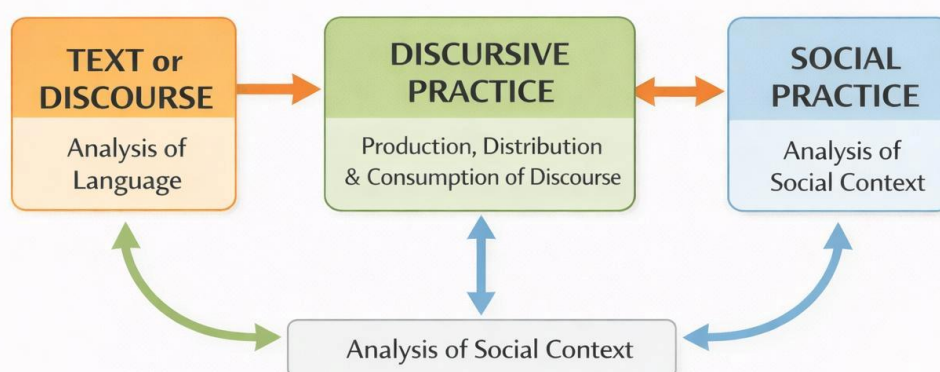 TEXT or
DISCOURSE
Analysis of
Language
DISCURSIVE
PRACTICE
Production, Distribution
& Consumption of Discourse
SOCIAL
PRACTICE
Analysis of
Social Context
Analysis of Social Context